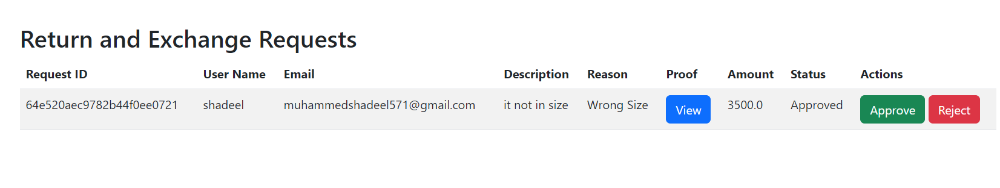 Return and Exchange Requests
Request ID User Name Email Description Reason Proof Amount Status Actions
64e520aec9782b44f0ee0721 shadeel muhammedshadeel571@gmail.com it not in size Wrong Size View 3500.0 Approved Approve Reject